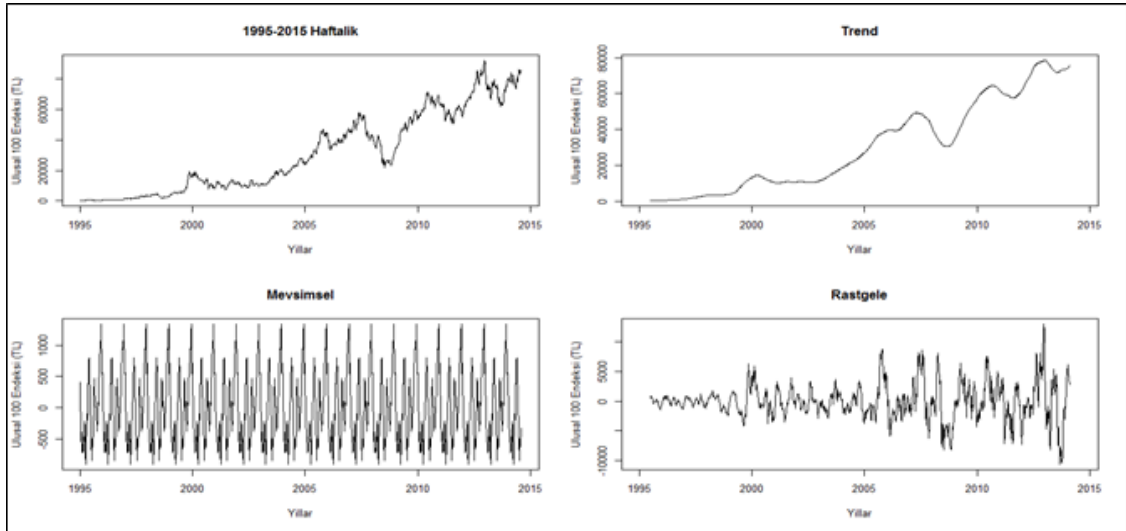 1995-2015 Haftalik
Ulusal 100 Endeksi (TL)
0
20000
60000
1995
2000
2005
2010
2015
Yillar
Trend
Ulusal 100 Endeksi (TL)
0
20000
40000
60000
80000
1995
2000
2005
2010
2015
Yillar
Mevsimsel
Ulusal 100 Endeksi (TL)
-500
0
500
1000
1995
2000
2005
2010
2015
Yillar
Rastgele
Ulusal 100 Endeksi (TL)
-10000
0
5000
1995
2000
2005
2010
2015
Yillar